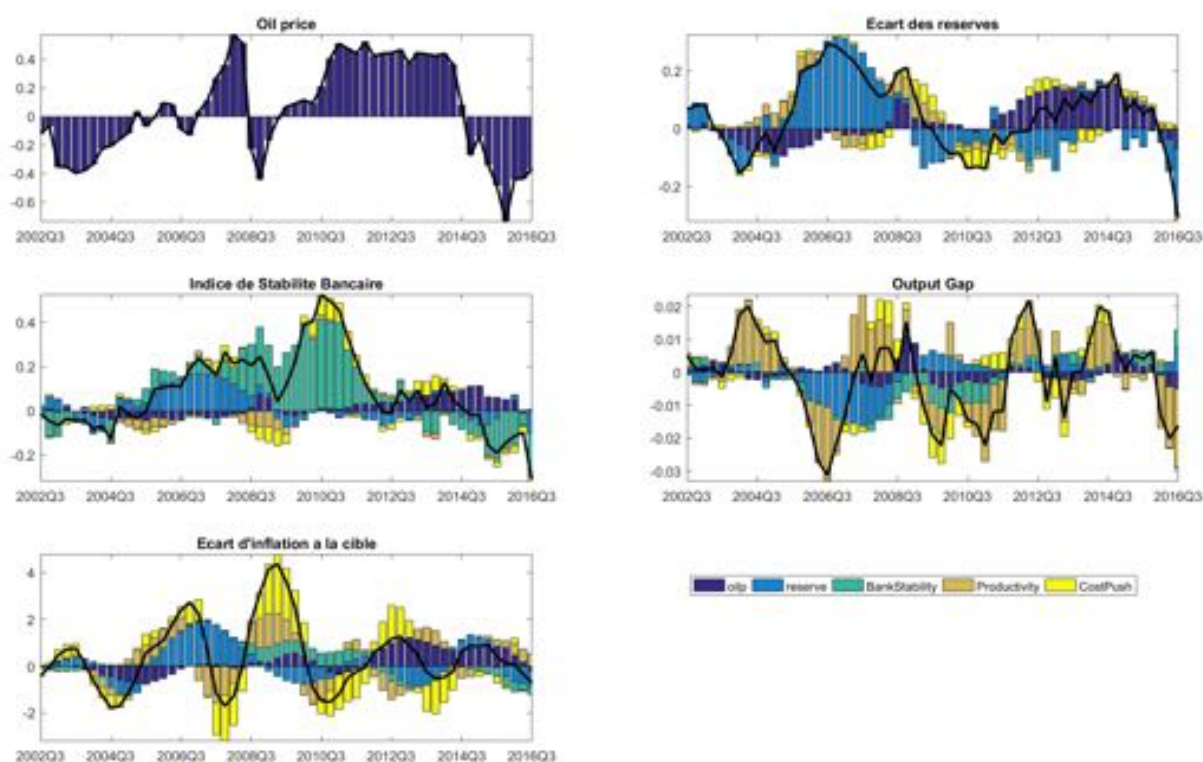 Oil price
0.4
0.2
0
-0.2
-0.4
-0.6
2002Q3 2004Q3 2006Q3 2008Q3 2010Q3 2012Q3 2014Q3 2016Q3
Ecart des reserves
0.2
0
-0.2
2002Q3 2004Q3 2006Q3 2008Q3 2010Q3 2012Q3 2014Q3 2016Q3
Indice de Stabilite Bancaire
0.4
0.2
0
-0.2
2002Q3 2004Q3 2006Q3 2008Q3 2010Q3 2012Q3 2014Q3 2016Q3
Output Gap
0.02
0.01
0
-0.01
-0.02
-0.03
2002Q3 2004Q3 2006Q3 2008Q3 2010Q3 2012Q3 2014Q3 2016Q3
Ecart d'inflation a la cible
4
2
0
-2
2002Q3 2004Q3 2006Q3 2008Q3 2010Q3 2012Q3 2014Q3 2016Q3
oilp reserve BankStability Productivity CostPush